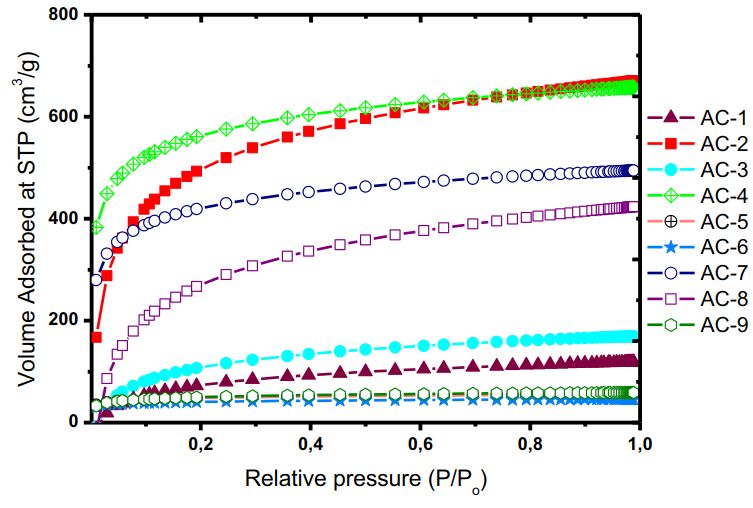 800
600
400
200
0
0,2
0,4
0,6
0,8
1,0
Volume Adsorbed at STP (cm³/g)
Relative pressure (P/P₀)
AC-1
AC-2
AC-3
AC-4
AC-5
AC-6
AC-7
AC-8
AC-9